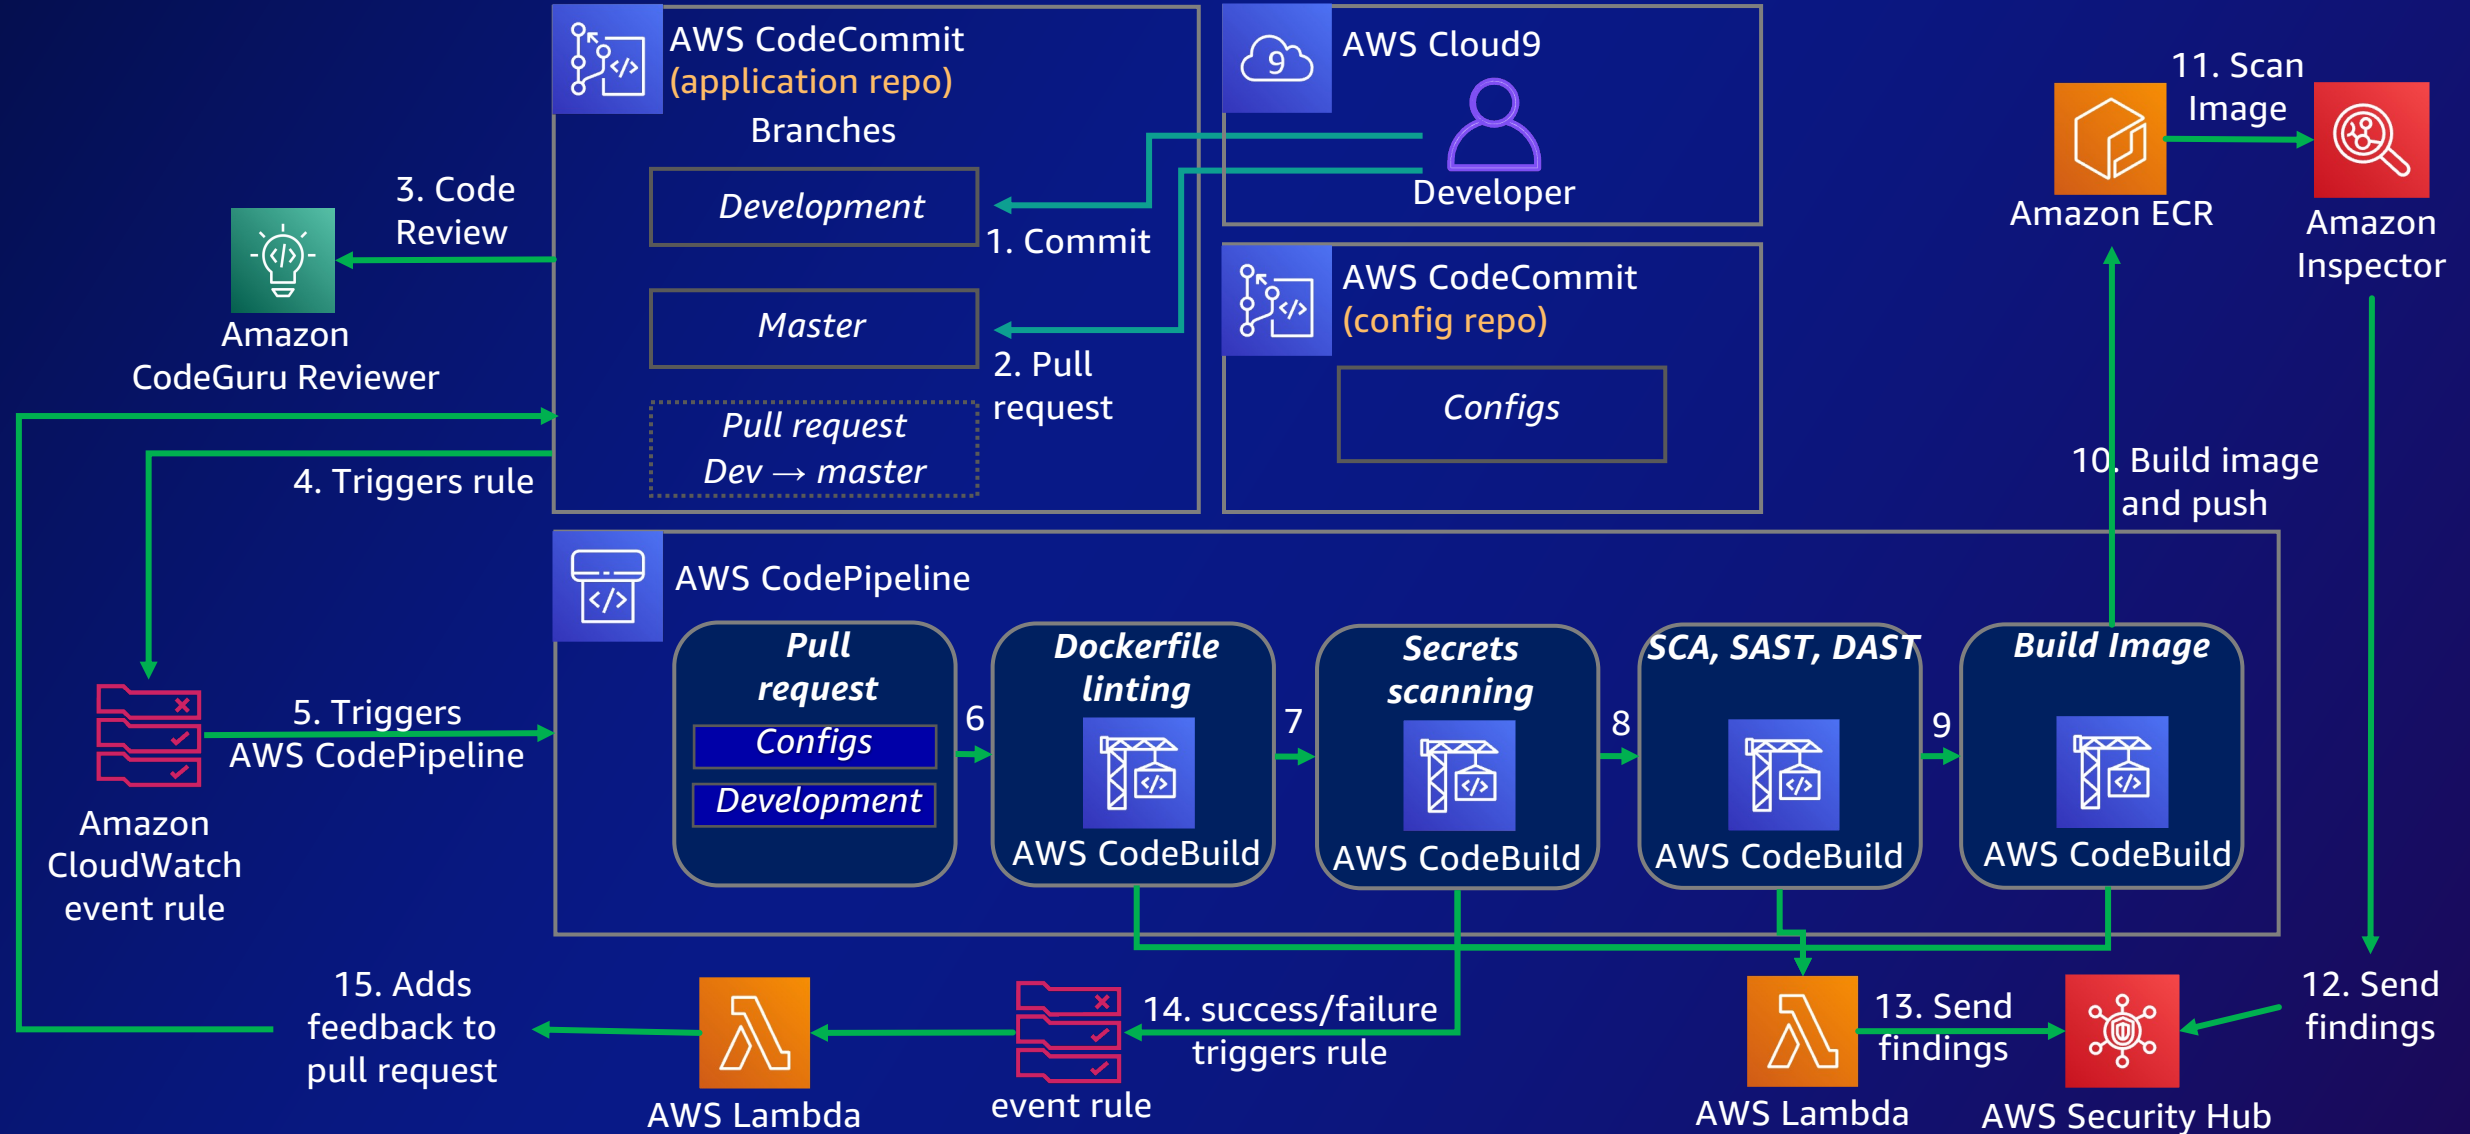 AWS CodeCommit
(application repo)
Branches
Development
Master
Pull request
Dev → master
AWS Cloud9
9
Developer
1. Commit
2. Pull
request
AWS CodeCommit
(config repo)
Configs
3. Code
Review
Amazon
CodeGuru Reviewer
4. Triggers rule
5. Triggers
AWS CodePipeline
Amazon
CloudWatch
event rule
AWS CodePipeline
Pull
request
Configs
Development
6
Dockerfile
linting
</>
AWS CodeBuild
7
Secrets
scanning
</>
AWS CodeBuild
8
SCA, SAST, DAST
</>
AWS CodeBuild
9
Build Image
</>
AWS CodeBuild
10. Build image
and push
Amazon ECR
11. Scan
Image
Amazon
Inspector
12. Send
findings
13. Send
findings
AWS Lambda
AWS Security Hub
14. success/failure
triggers rule
event rule
AWS Lambda
15. Adds
feedback to
pull request